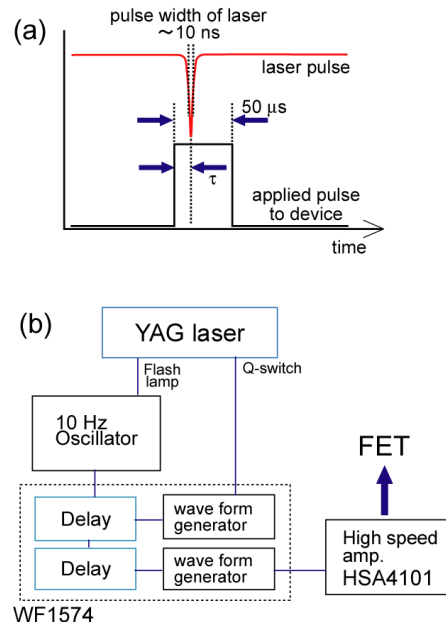 (a)
pulse width of laser
~10 ns
laser pulse
50 μs
τ
applied pulse
to device
time
(b)
YAG laser
Flash
lamp
Q-switch
10 Hz
Oscillator
FET
Delay
wave form
generator
Delay
wave form
generator
High speed
amp.
HSA4101
WF1574